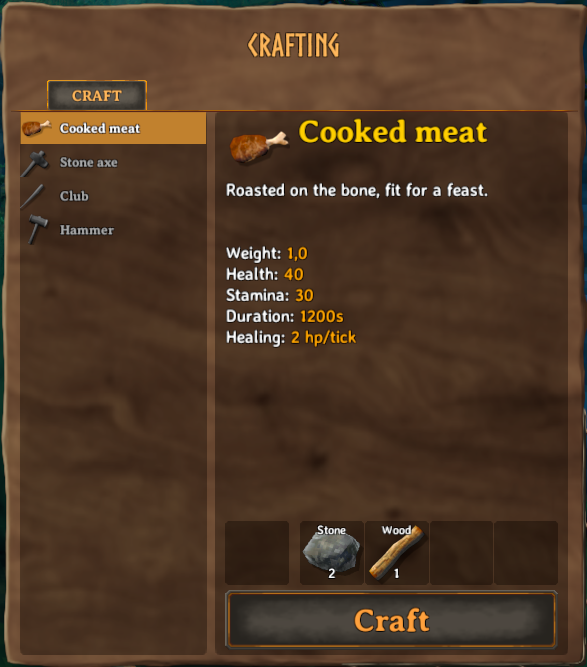 CRAFTING
CRAFT
Cooked meat
Stone axe
Club
Hammer
Cooked meat
Roasted on the bone, fit for a feast.
Weight: 1,0
Health: 40
Stamina: 30
Duration: 1200s
Healing: 2 hp/tick
Stone Wood
2 1
Craft